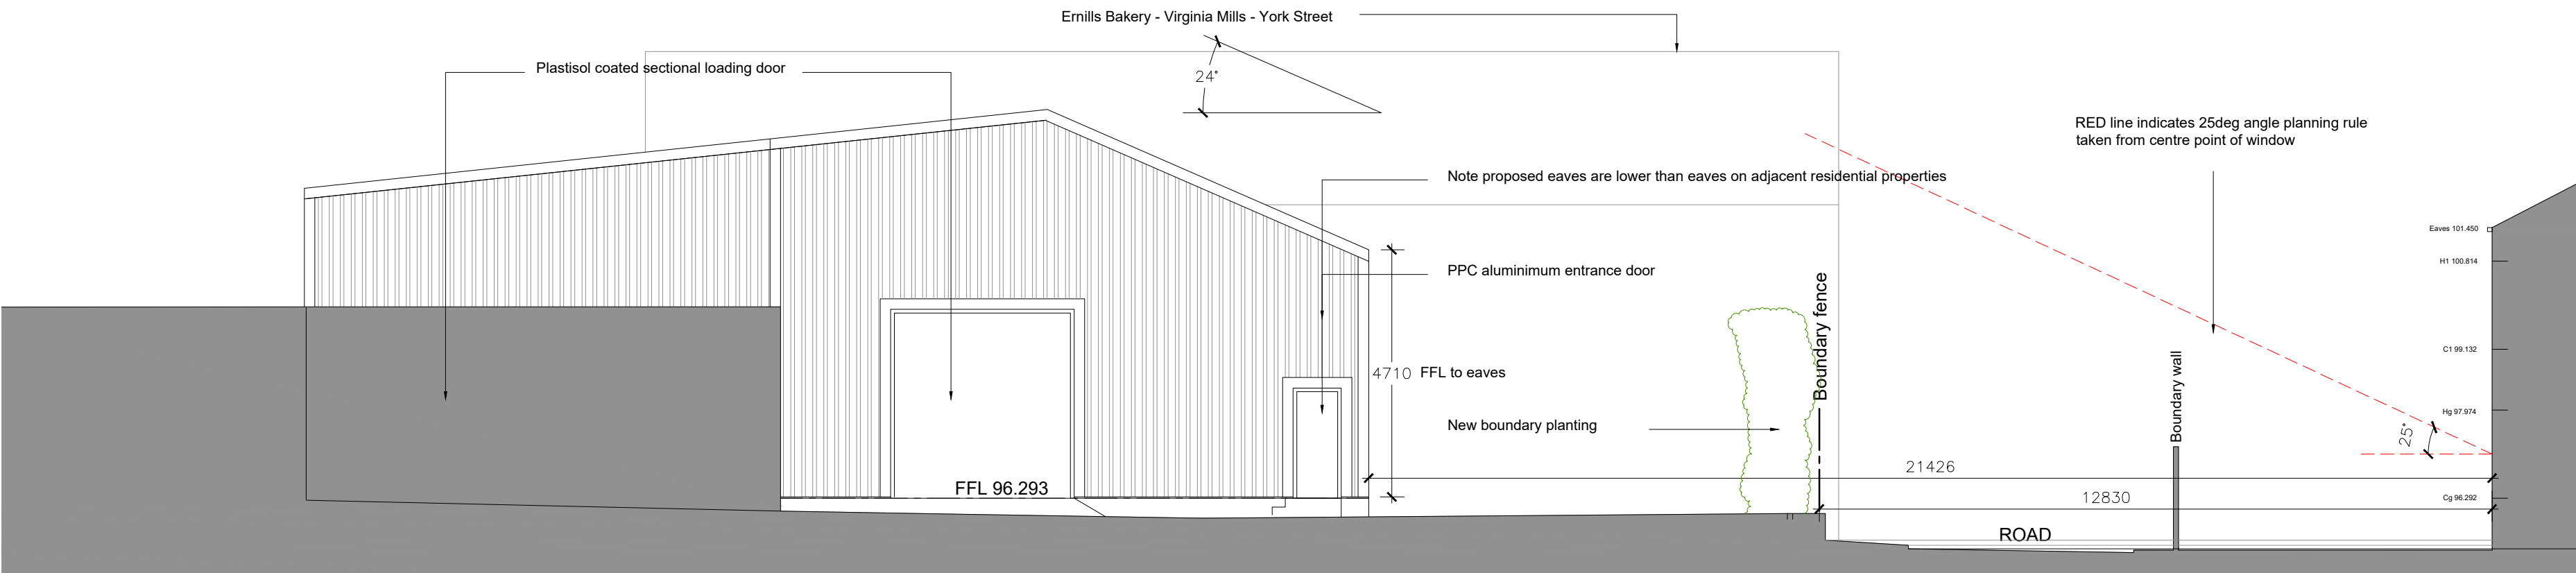 Ernills Bakery - Virginia Mills - York Street
Plastisol coated sectional loading door
24°
RED line indicates 25deg angle planning rule
taken from centre point of window
Note proposed eaves are lower than eaves on adjacent residential properties
Eaves 101.450
H1 100.814
PPC aluminimum entrance door
Boundary fence
C1 99.132
Boundary wall
4710 FFL to eaves
Hg 97.974
New boundary planting
25°
21426
FFL 96.293
12830
Cg 96.292
ROAD